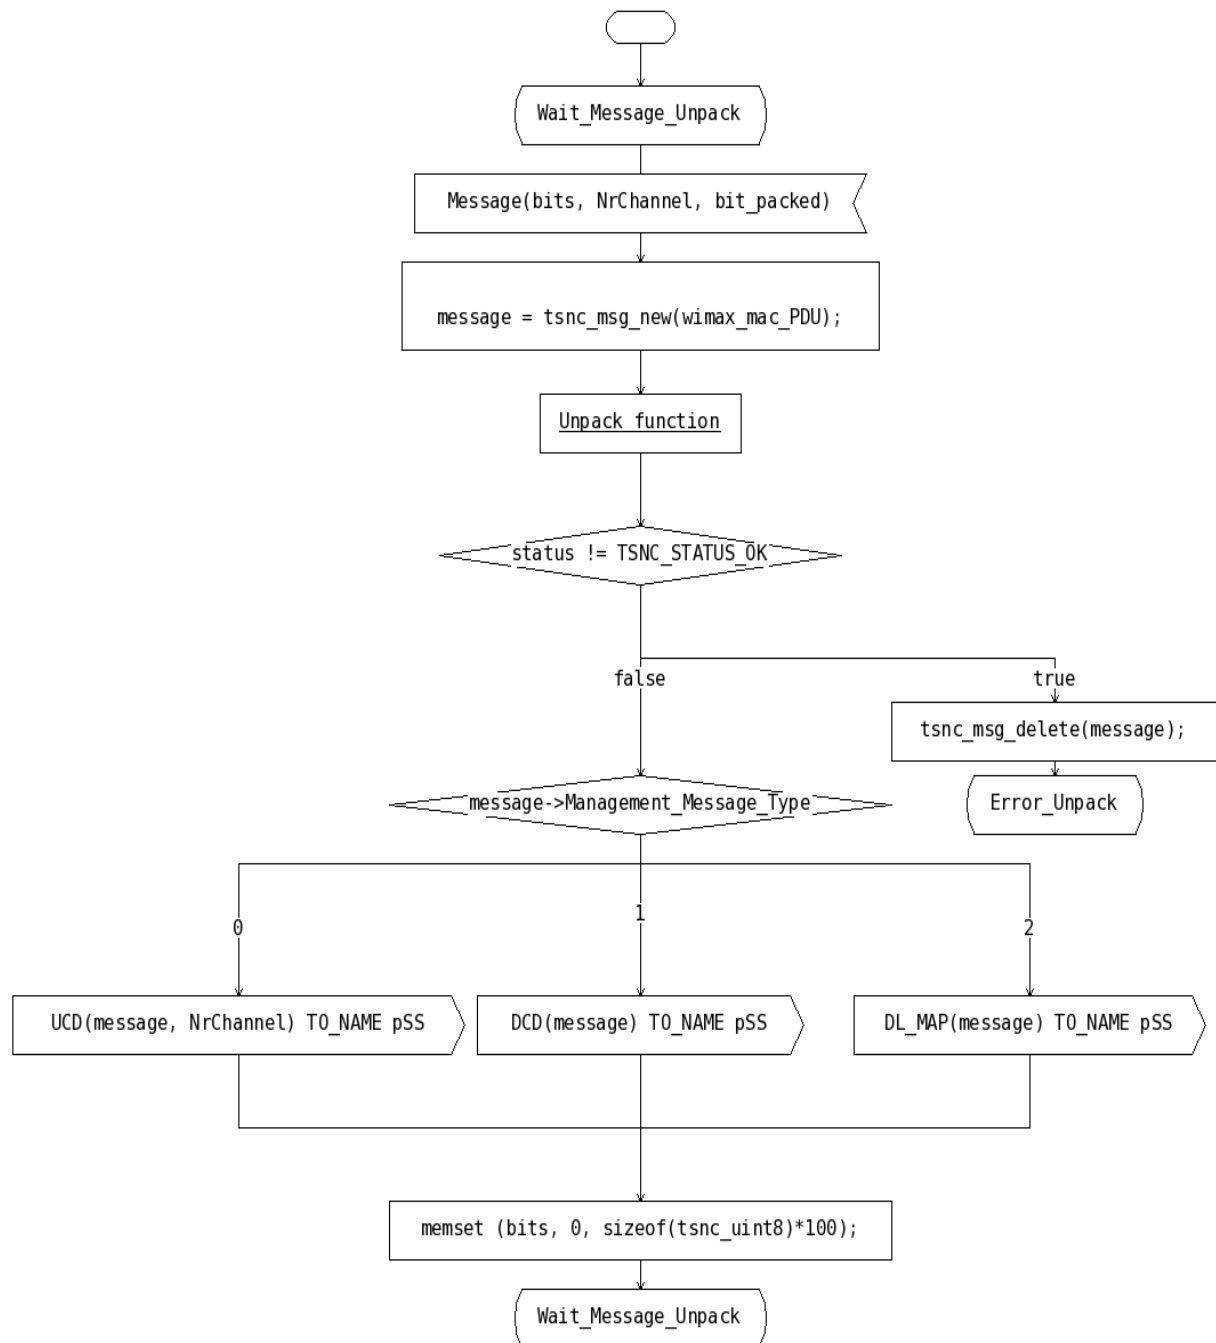 Wait_Message_Unpack
Message(bits, NrChannel, bit_packed)
message = tsnc_msg_new(wimax_mac_PDU);
Unpack function
status != TSNC_STATUS_OK
false
true
tsnc_msg_delete(message);
message->Management_Message_Type
Error_Unpack
0
1
2
UCD(message, NrChannel) TO_NAME pSS
DCD(message) TO_NAME pSS
DL_MAP(message) TO_NAME pSS
memset (bits, 0, sizeof(tsnc_uint8)*100);
Wait_Message_Unpack